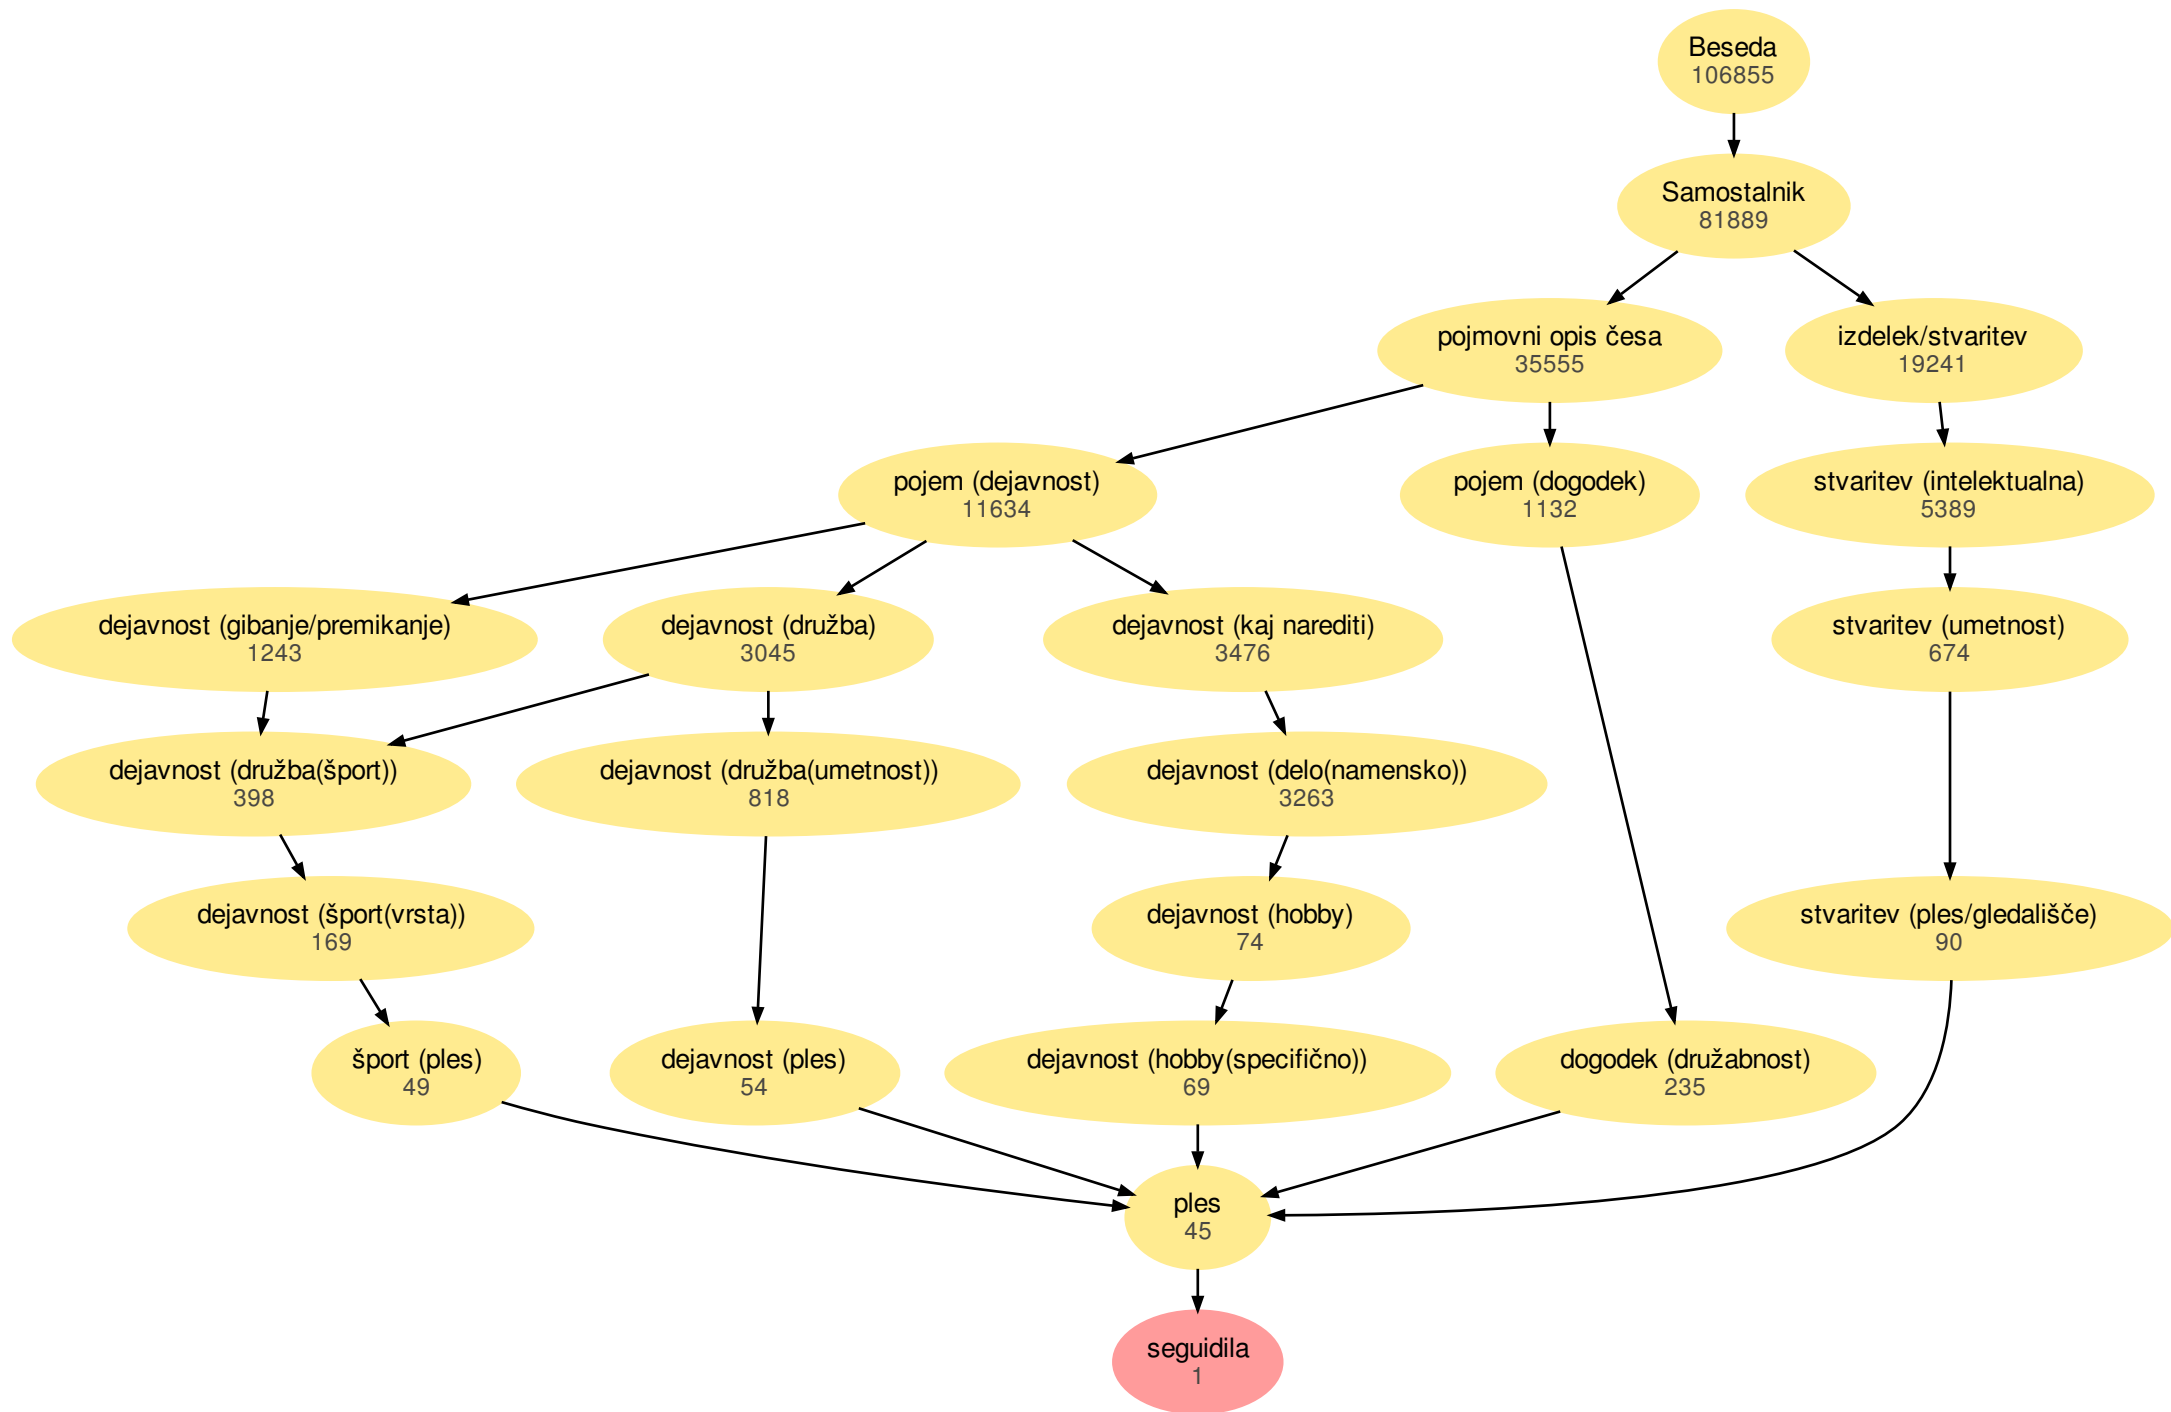 Beseda
106855
Samostalnik
81889
pojmovni opis česa
35555
izdelek/stvaritev
19241
pojem (dejavnost)
11634
pojem (dogodek)
1132
stvaritev (intelektualna)
5389
dejavnost (gibanje/premikanje)
1243
dejavnost (družba)
3045
dejavnost (kaj narediti)
3476
stvaritev (umetnost)
674
dejavnost (družba(šport))
398
dejavnost (družba(umetnost))
818
dejavnost (delo(namensko))
3263
dejavnost (šport(vrsta))
169
dejavnost (hobby)
74
stvaritev (ples/gledališče)
90
šport (ples)
49
dejavnost (ples)
54
dejavnost (hobby(specifično))
69
dogodek (družabnost)
235
ples
45
seguidila
1